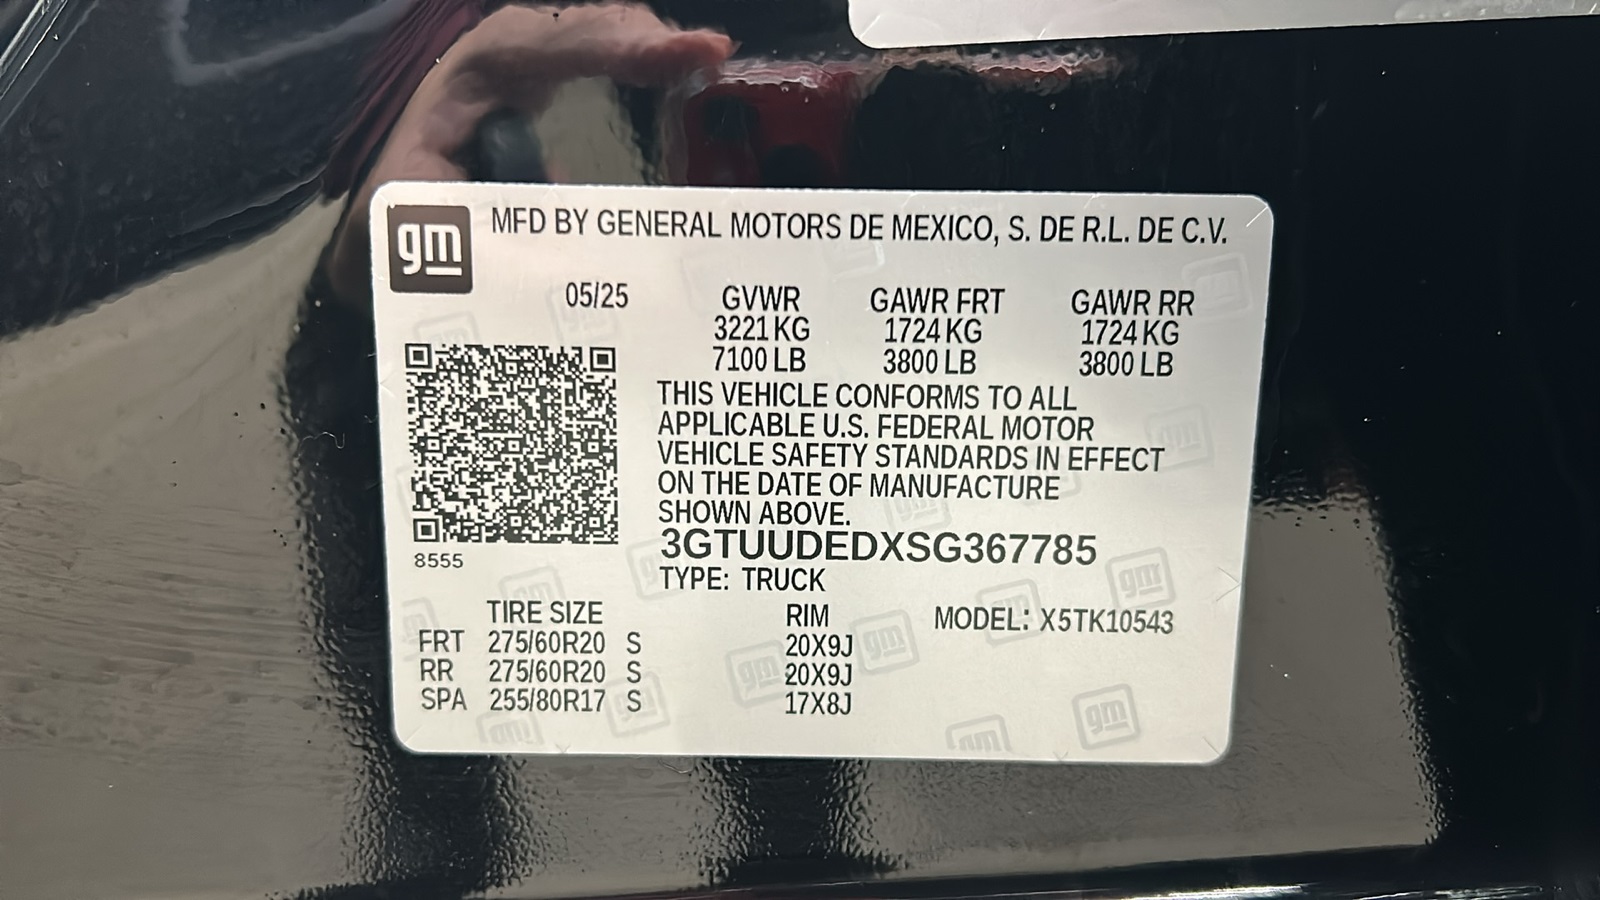 gm MFD BY GENERAL MOTORS DE MEXICO, S. DE R.L. DE C.V.
05/25 GVWR GAWR FRT GAWR RR
3221 KG 1724 KG 1724 KG
7100 LB 3800 LB 3800 LB
THIS VEHICLE CONFORMS TO ALL
APPLICABLE U.S. FEDERAL MOTOR
VEHICLE SAFETY STANDARDS IN EFFECT
ON THE DATE OF MANUFACTURE
SHOWN ABOVE.
3GTUUDEDXSG367785
8555
TYPE: TRUCK
TIRE SIZE RIM MODEL: X5TK10543
FRT 275/60R20 S 20X9J
RR 275/60R20 S 20X9J
SPA 255/80R17 S 17X8J